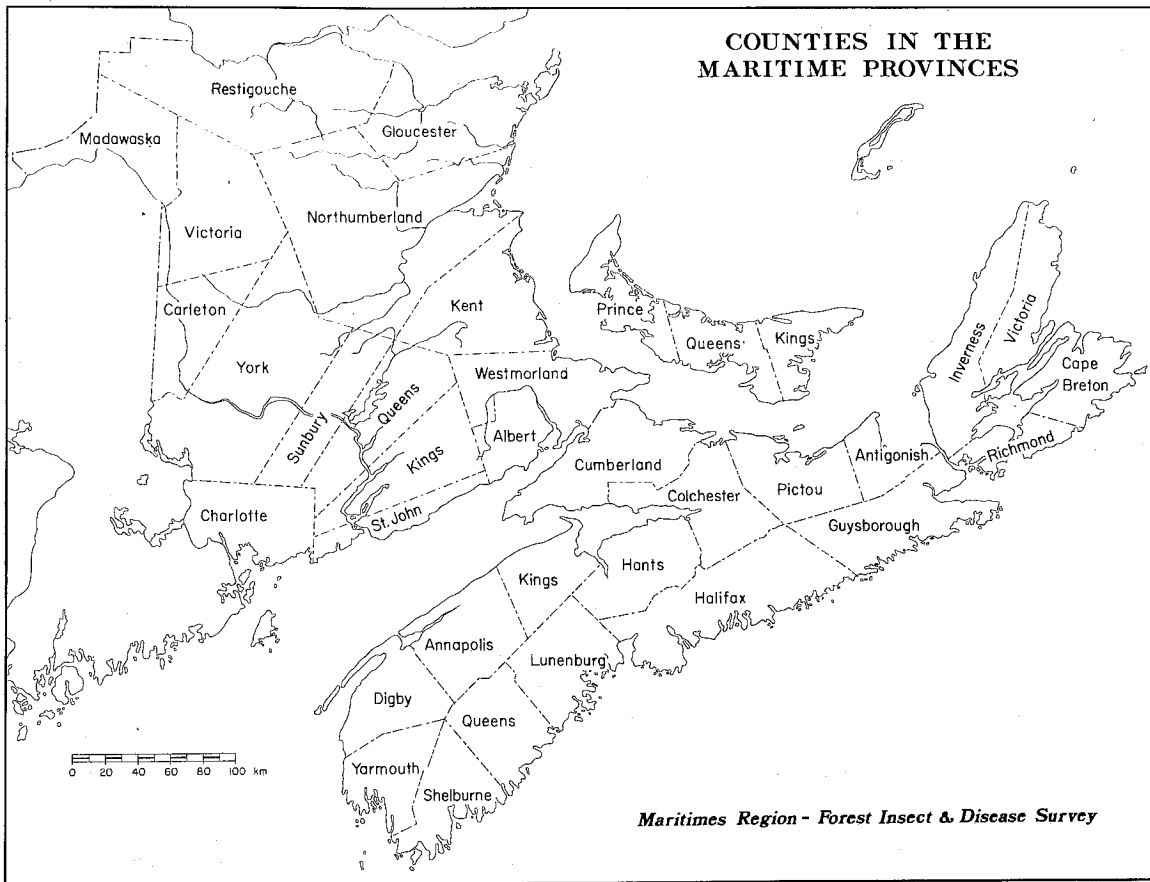 COUNTIES IN THE
MARITIME PROVINCES
Restigouche
Gloucester
Madawaska
Northumberland
Victoria
Carleton
Kent
York
Westmorland
Queens
Sunbury
Albert
Kings
St. John
Charlotte
Prince
Queens
Kings
Inverness
Victoria
Cape
Breton
Richmond
Antigonish
Cumberland
Colchester
Pictou
Guysborough
Hants
Kings
Halifax
Annapolis
Lunenburg
Digby
Queens
Yarmouth
Shelburne
0 20 40 60 80 100 km
Maritimes Region - Forest Insect & Disease Survey